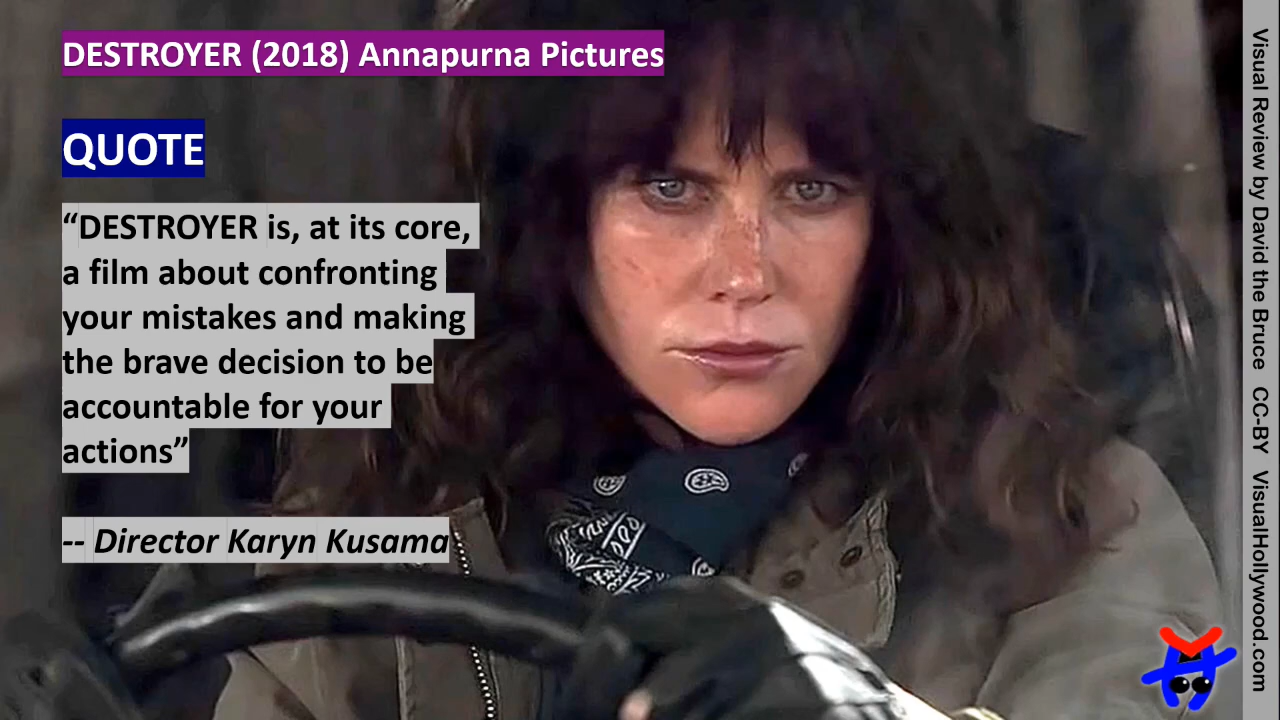 DESTROYER (2018) Annapurna Pictures
QUOTE
“DESTROYER is, at its core,
a film about confronting
your mistakes and making
the brave decision to be
accountable for your
actions”
-- Director Karyn Kusama
Visual Review by David the Bruce CC-BY VisualHollywood.com